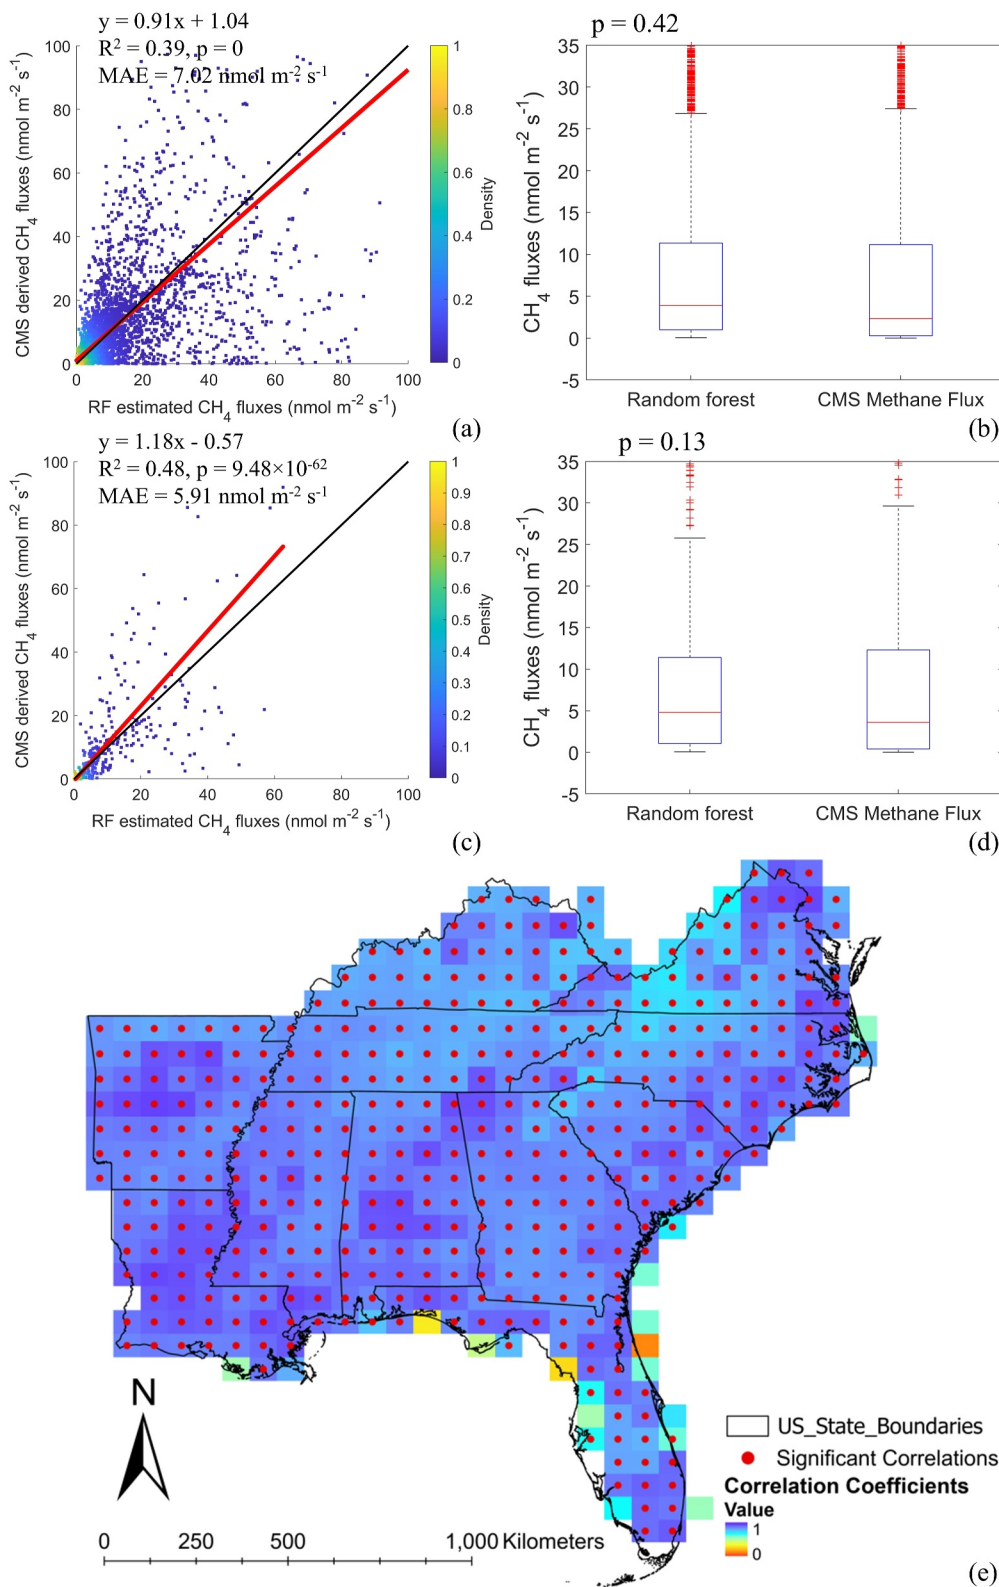 y = 0.91x + 1.04
R2 = 0.39, p = 0
MAE = 7.02 nmol m-2 s-1
CMS derived CH4 fluxes (nmol m-2 s-1)
100
80
60
40
20
0
0 20 40 60 80 100
RF estimated CH4 fluxes (nmol m-2 s-1)
1
0.8
0.6
0.4
0.2
0
Density
(a)
p = 0.42
CH4 fluxes (nmol m-2 s-1)
35
30
25
20
15
10
5
0
-5
Random forest CMS Methane Flux
(b)
y = 1.18x - 0.57
R2 = 0.48, p = 9.48×10-62
MAE = 5.91 nmol m-2 s-1
CMS derived CH4 fluxes (nmol m-2 s-1)
100
80
60
40
20
0
0 20 40 60 80 100
RF estimated CH4 fluxes (nmol m-2 s-1)
1
0.9
0.8
0.7
0.6
0.5
0.4
0.3
0.2
0.1
0
Density
(c)
p = 0.13
CH4 fluxes (nmol m-2 s-1)
35
30
25
20
15
10
5
0
-5
Random forest CMS Methane Flux
(d)
N
0 250 500 1,000 Kilometers
US_State_Boundaries
Significant Correlations
Correlation Coefficients
Value
1
0
(e)